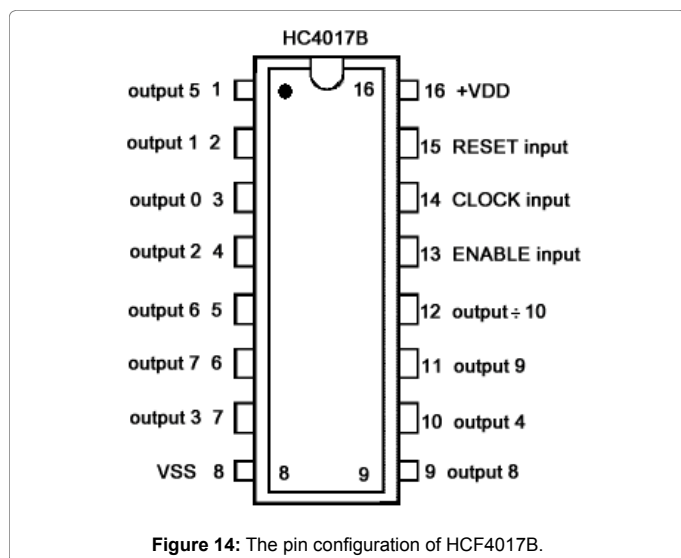 HC4017B
output 5 1
16
16 +VDD
output 1 2
15 RESET input
output 0 3
14 CLOCK input
output 2 4
13 ENABLE input
output 6 5
12 output ÷ 10
output 7 6
11 output 9
output 3 7
10 output 4
VSS 8
8
9
9 output 8
Figure 14: The pin configuration of HCF4017B.